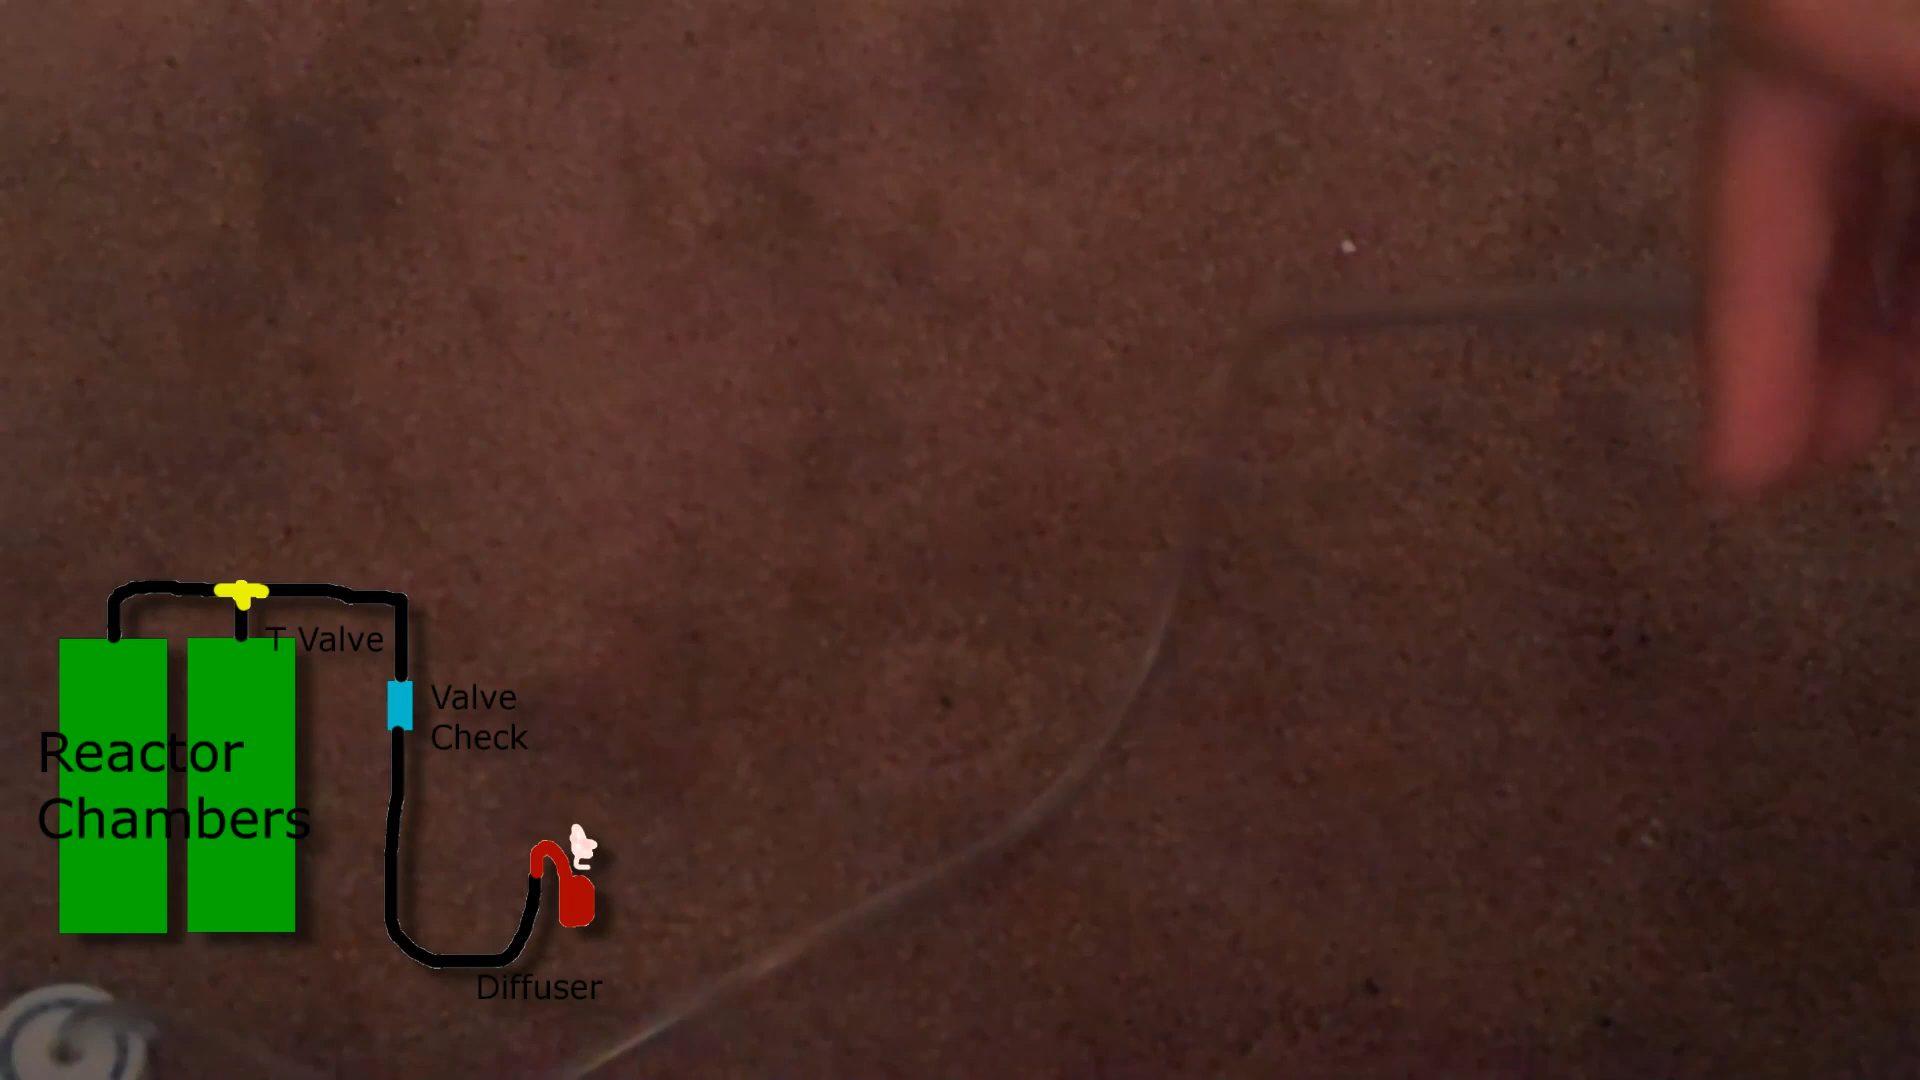 T Valve
Valve
Check
Reactor
Chambers
Diffuser